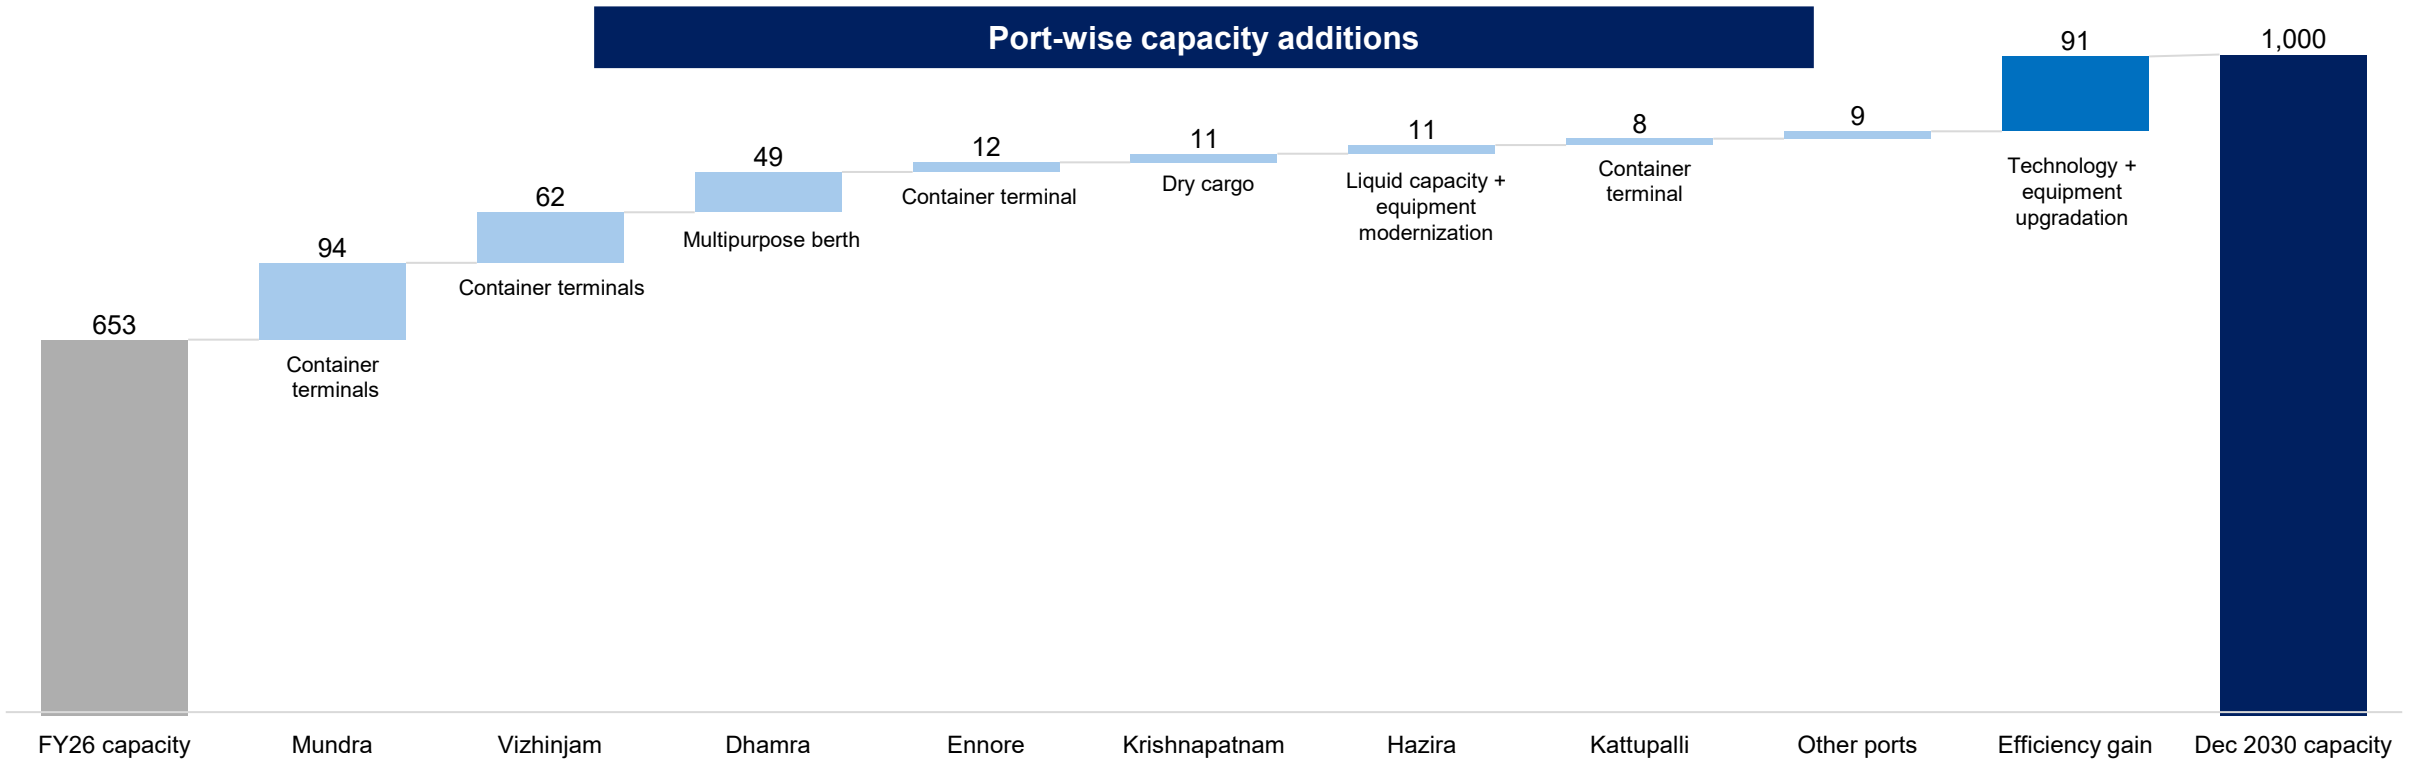 Port-wise capacity additions
653
94
62
49
12
11
11
8
9
91
1,000
Container
terminals
Container terminals
Multipurpose berth
Container terminal
Dry cargo
Liquid capacity +
equipment
modernization
Container
terminal
Technology +
equipment
upgradation
FY26 capacity
Mundra
Vizhinjam
Dhamra
Ennore
Krishnapatnam
Hazira
Kattupalli
Other ports
Efficiency gain
Dec 2030 capacity